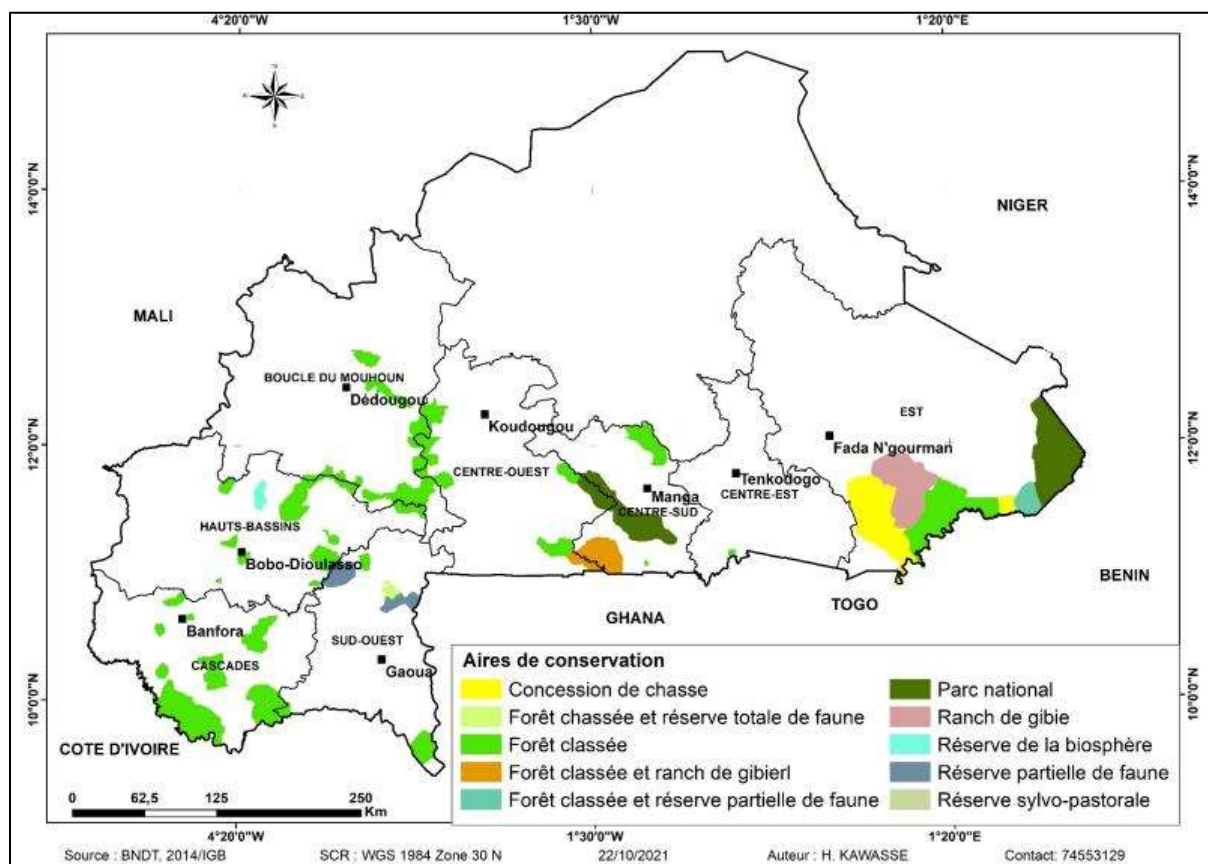 4°20'0"W 1°30'0"W 1°20'0"E
14°0'0"N 14°0'0"N
NIGER
MALI
BOUCLE DU MOUHOUN
Dédougou
EST
Koudougou
12°0'0"N 12°0'0"N
Fada N'gourmañ
CENTRE-OUEST
Tenkodogo
CENTRE-EST
Manga
CENTRE-SUD
HAUTS-BASSINS
Bobo-Dioulasso
BENIN
TOGO
GHANA
Banfora
SUD-OUEST
CASCADES
Gaoua
10°0'0"N 10°0'0"N
COTE D'IVOIRE
Aires de conservation
Concession de chasse
Forêt chassée et réserve totale de faune
Forêt classée
Forêt classée et ranch de gibierl
Forêt classée et réserve partielle de faune
Parc national
Ranch de gibie
Réserve de la biosphère
Réserve partielle de faune
Réserve sylvo-pastorale
0 62,5 125 250
Km
4°20'0"W 1°30'0"W 1°20'0"E
Source : BNDT, 2014/IGB SCR : WGS 1984 Zone 30 N 22/10/2021 Auteur : H. KAWASSE Contact: 74553129